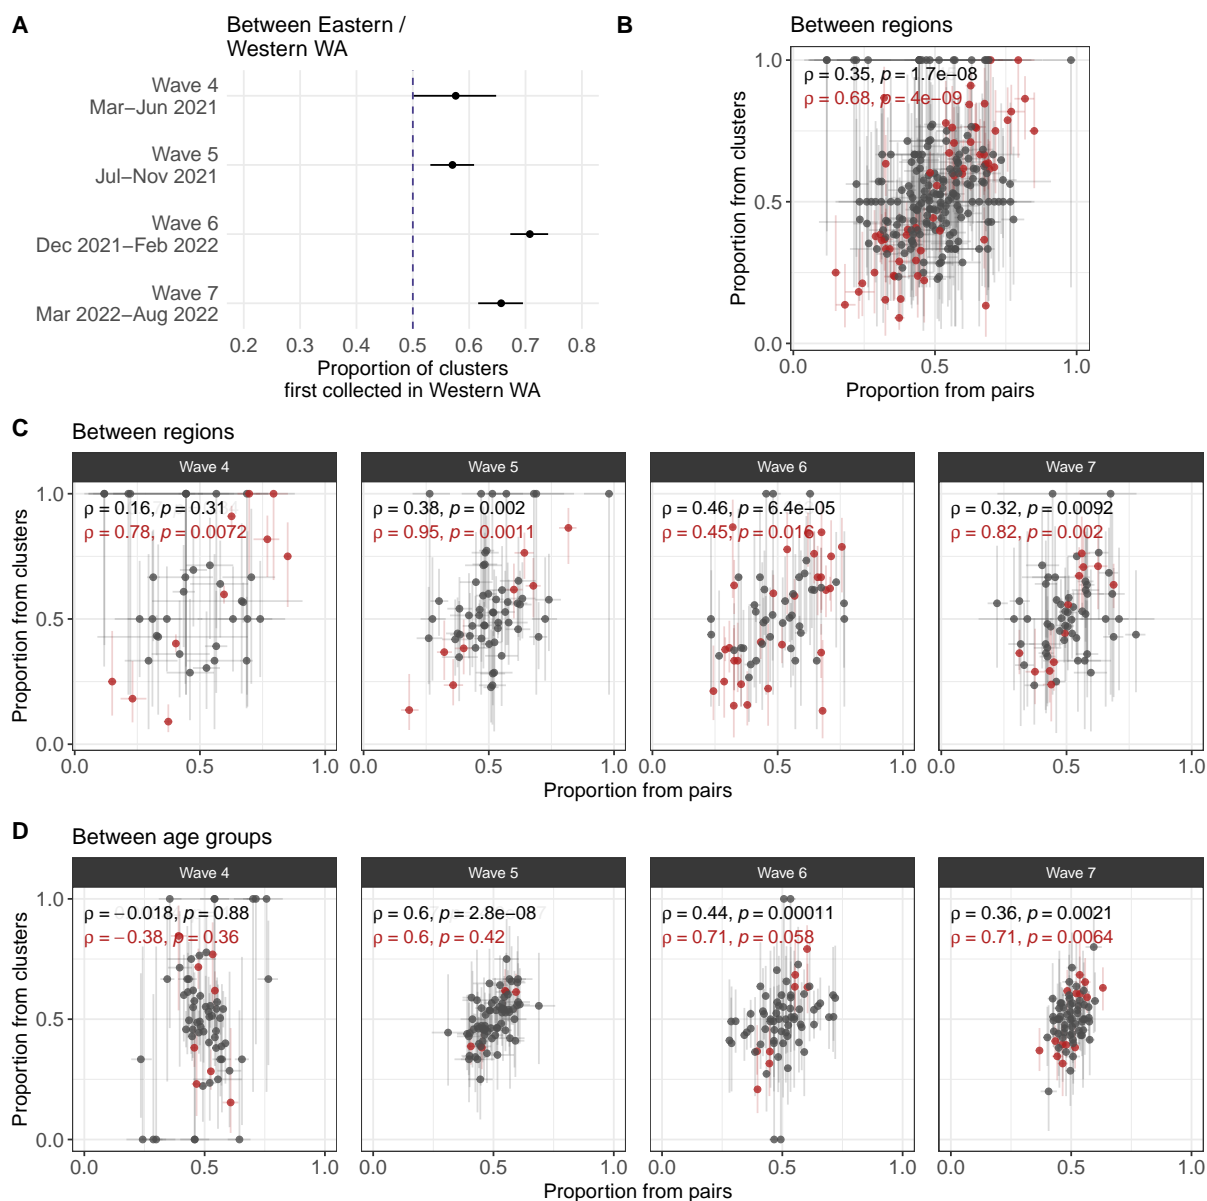 A
Between Eastern /
Western WA
Wave 4
Mar–Jun 2021
Wave 5
Jul–Nov 2021
Wave 6
Dec 2021–Feb 2022
Wave 7
Mar 2022–Aug 2022
0.2 0.3 0.4 0.5 0.6 0.7 0.8
Proportion of clusters
first collected in Western WA
B
Between regions
ρ = 0.35, p = 1.7e−08
ρ = 0.68, p = 4e−09
Proportion from clusters
1.0
0.5
0.0
0.0 0.5 1.0
Proportion from pairs
C
Between regions
Wave 4 Wave 5 Wave 6 Wave 7
ρ = 0.16, p = 0.31 ρ = 0.38, p = 0.002 ρ = 0.46, p = 6.4e−05 ρ = 0.32, p = 0.0092
ρ = 0.78, p = 0.0072 ρ = 0.95, p = 0.0011 ρ = 0.45, p = 0.016 ρ = 0.82, p = 0.002
Proportion from clusters
1.0
0.5
0.0
0.0 0.5 1.0 0.0 0.5 1.0 0.0 0.5 1.0 0.0 0.5 1.0
Proportion from pairs
D
Between age groups
Wave 4 Wave 5 Wave 6 Wave 7
ρ = −0.018, p = 0.88 ρ = 0.6, p = 2.8e−08 ρ = 0.44, p = 0.00011 ρ = 0.36, p = 0.0021
ρ = −0.38, p = 0.36 ρ = 0.6, p = 0.42 ρ = 0.71, p = 0.058 ρ = 0.71, p = 0.0064
Proportion from clusters
1.0
0.5
0.0
0.0 0.5 1.0 0.0 0.5 1.0 0.0 0.5 1.0 0.0 0.5 1.0
Proportion from pairs